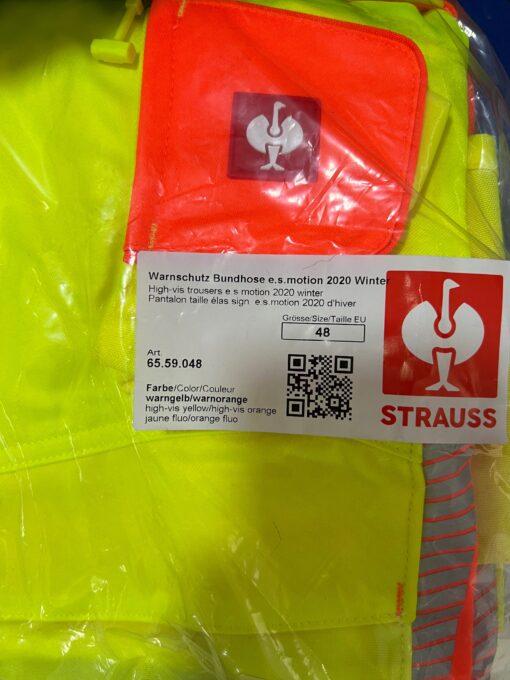 Warnschutz Bundhose e.s.motion 2020 Winter
High-vis trousers e.s.motion 2020 winter
Pantalon taille élas sign. e.s.motion 2020 d'hiver
Grösse/Size/Taille EU
48
Art.
65.59.048
Farbe/Color/Couleur
warngelb/warnorange
high-vis yellow/high-vis orange
jaune fluo/orange fluo
STRAUSS